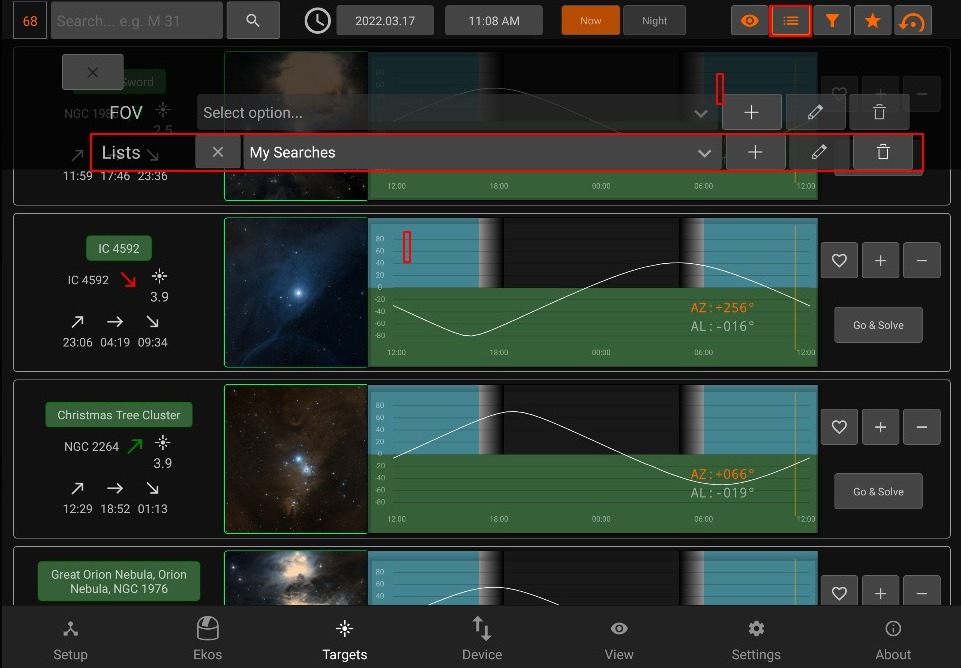 68 Search... e.g. M 31 2022.03.17 11:08 AM Now Night
Sword
FOV Select option...
NGC 198
2.5
Lists My Searches
11:59 17:46 23:36
12:00 18:00 00:00 06:00 12:00
IC 4592
IC 4592
3.9
23:06 04:19 09:34
80
60
40
20
0
-20
-40
-60
-80
12:00 18:00 00:00 06:00 12:00
AZ:+256°
AL:-016°
Go & Solve
Christmas Tree Cluster
NGC 2264
3.9
12:29 18:52 01:13
80
60
40
20
0
-20
-40
-60
-80
12:00 18:00 00:00 06:00 12:00
AZ:+066°
AL:-019°
Go & Solve
Great Orion Nebula, Orion
Nebula, NGC 1976
80
60
40
Setup Ekos Targets Device View Settings About